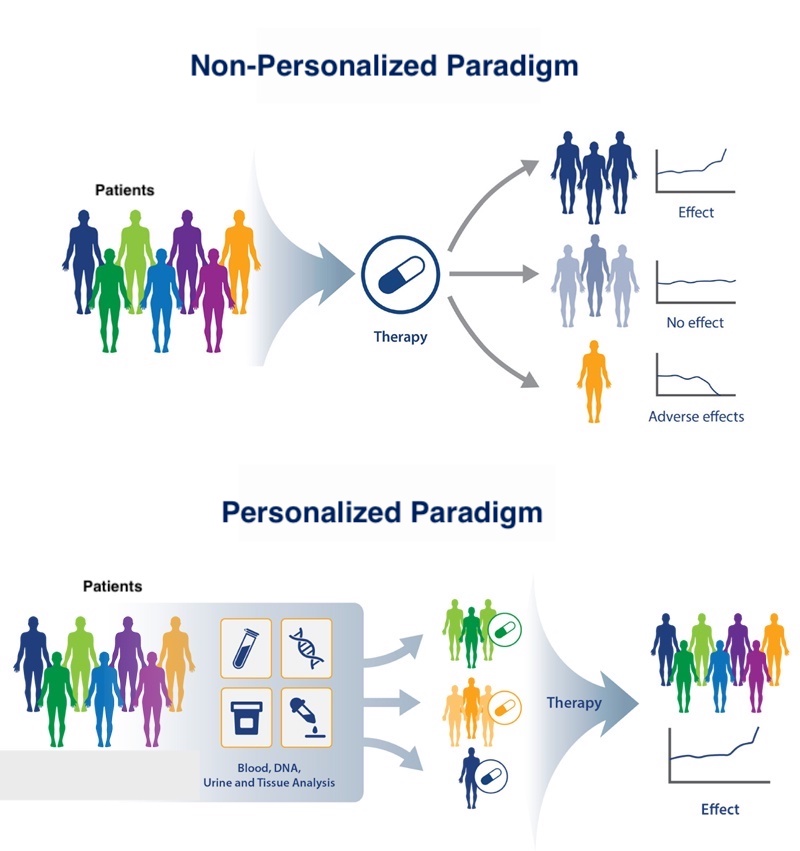 Non-Personalized Paradigm
Patients
Therapy
Effect
No effect
Adverse effects
Personalized Paradigm
Patients
Blood, DNA,
Urine and Tissue Analysis
Therapy
Effect